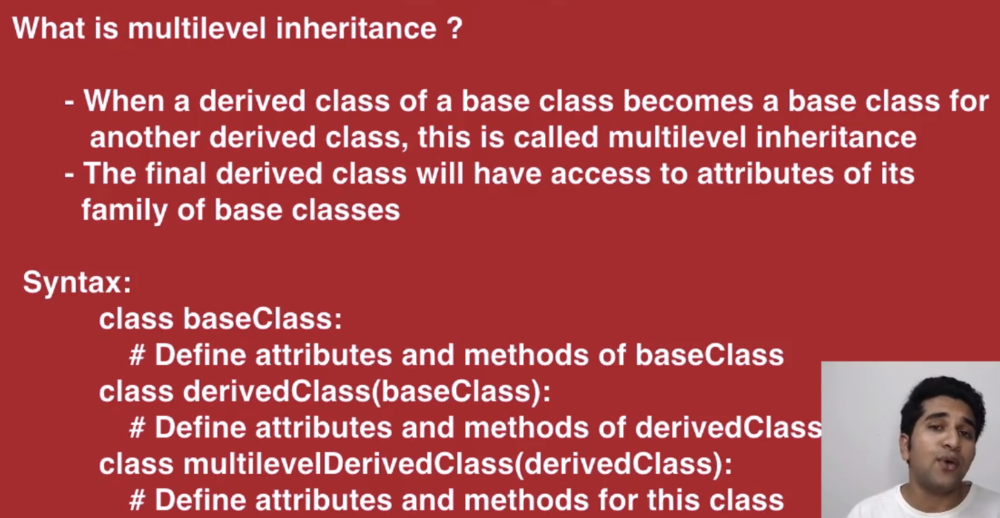 What is multilevel inheritance ?
- When a derived class of a base class becomes a base class for
another derived class, this is called multilevel inheritance
- The final derived class will have access to attributes of its
family of base classes
Syntax:
class baseClass:
# Define attributes and methods of baseClass
class derivedClass(baseClass):
# Define attributes and methods of derivedClass
class multilevelDerivedClass(derivedClass):
# Define attributes and methods for this class